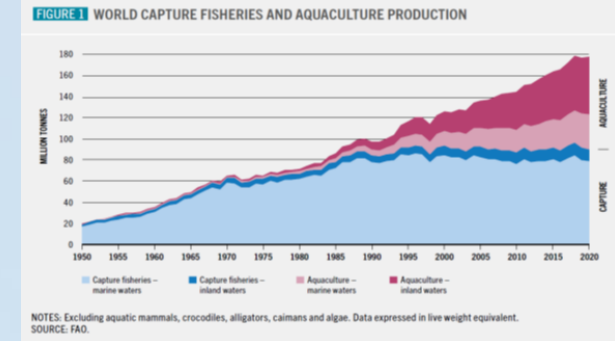 FIGURE 1 WORLD CAPTURE FISHERIES AND AQUACULTURE PRODUCTION
MILLION TONNES
180
160
140
120
100
80
60
40
20
0
1950 1955 1960 1965 1970 1975 1980 1985 1990 1995 2000 2005 2010 2015 2020
AQUACULTURE
CAPTURE
Capture fisheries –
marine waters
Capture fisheries –
inland waters
Aquaculture –
marine waters
Aquaculture –
inland waters
NOTES: Excluding aquatic mammals, crocodiles, alligators, caimans and algae. Data expressed in live weight equivalent.
SOURCE: FAO.